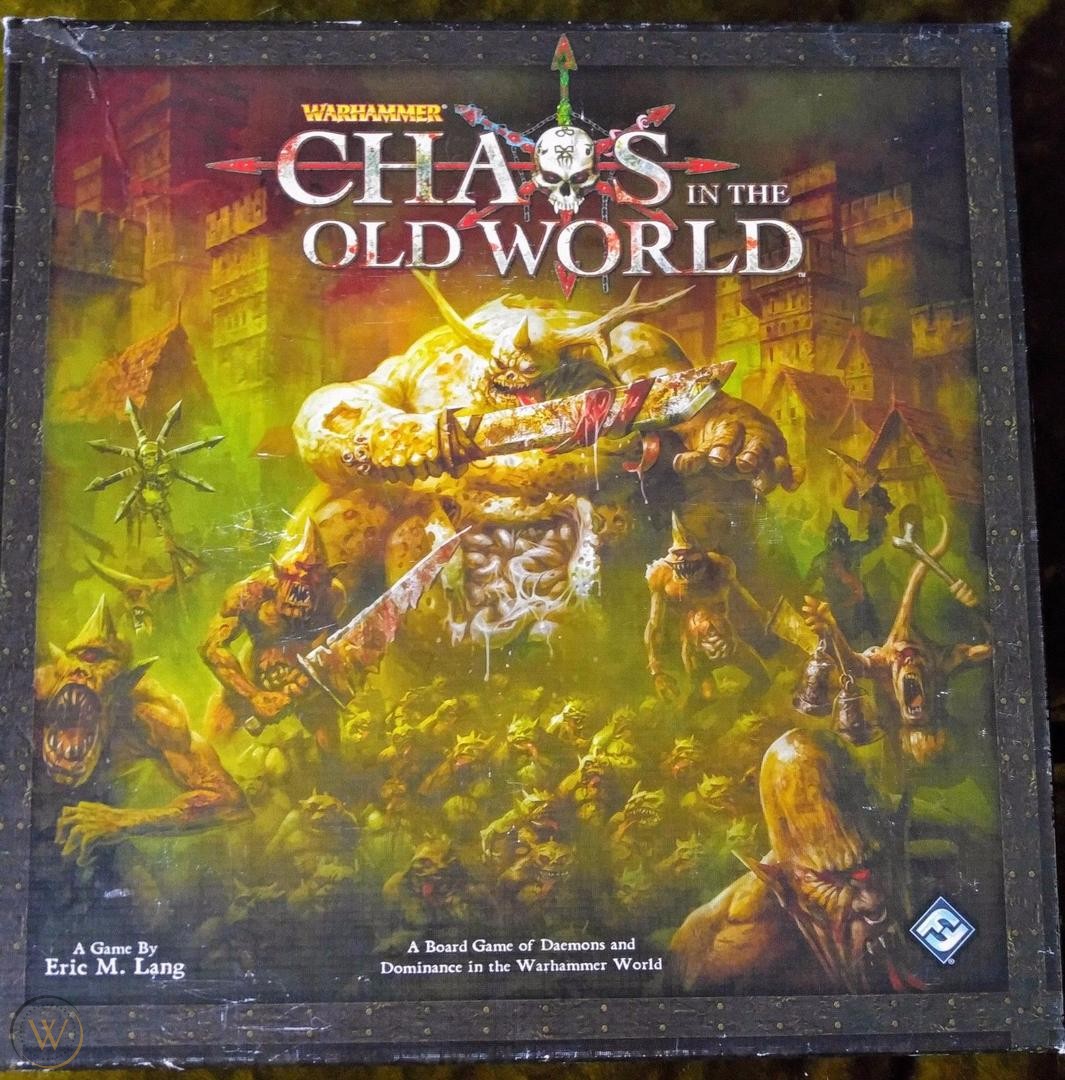 WARHAMMER®
CHAOS
IN THE
OLD WORLD™
A Game By
Eric M. Lang
A Board Game of Daemons and
Dominance in the Warhammer World
W